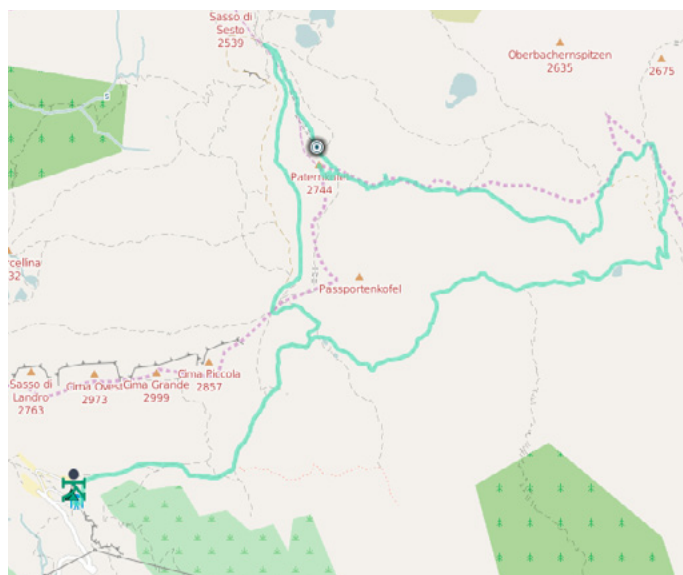 Sasso di
Sesto
2539
Oberbachernspitzen
2635
2675
2744
Passportenkofel
32
Sasso di
Landro
2763
Cima Ovest
2973
Cima Grande
2999
Cima Piccola
2857